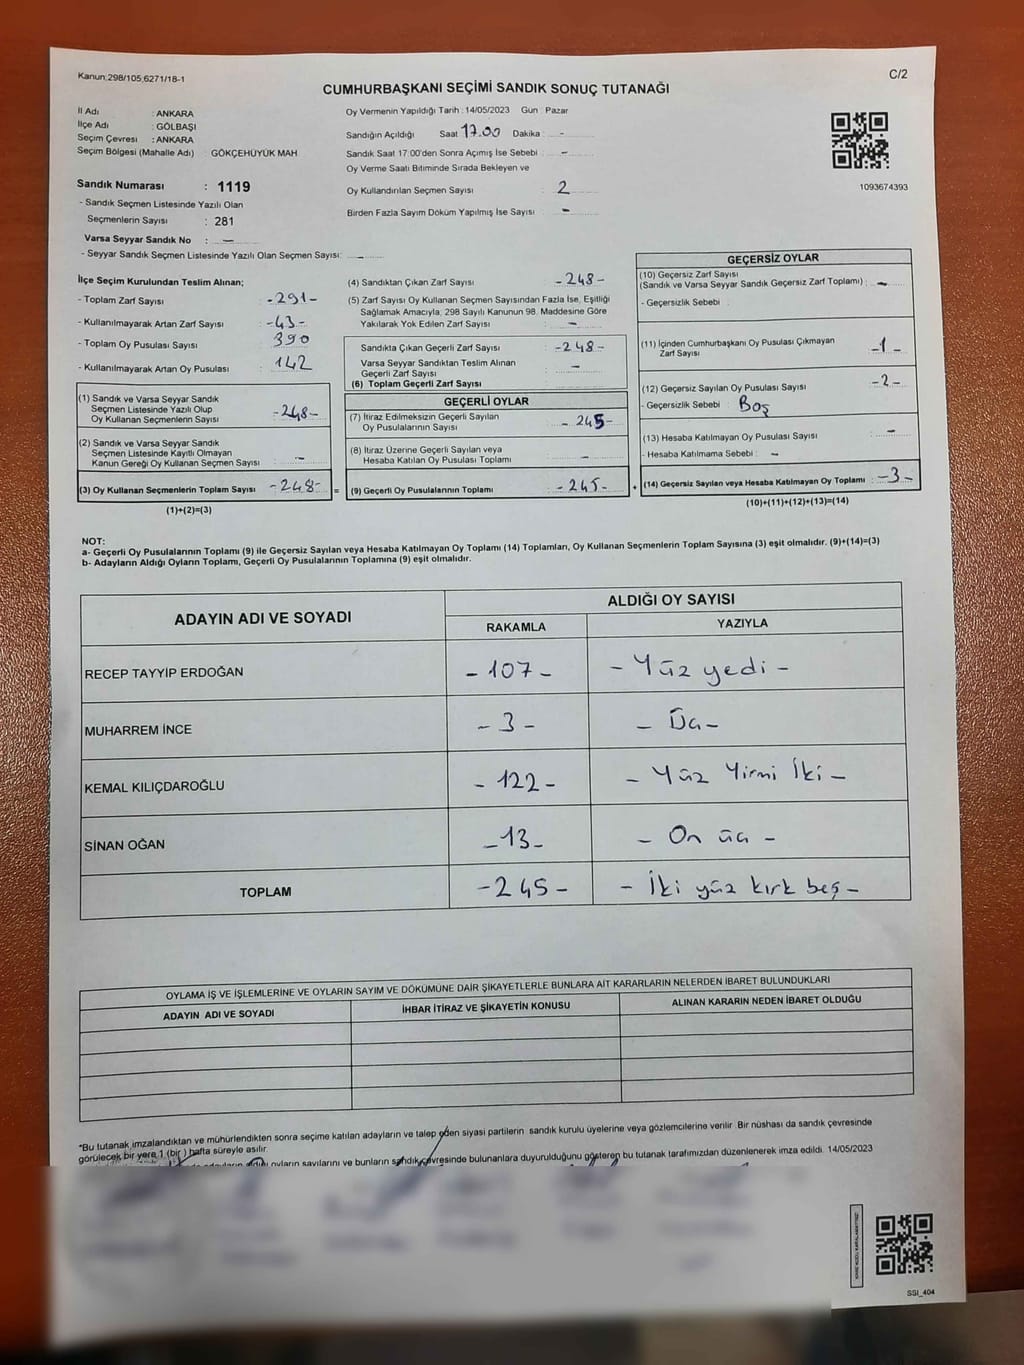 Kanun;298/105;6271/18-1
C/2
CUMHURBAŞKANI SEÇİMİ SANDIK SONUÇ TUTANAĞI
İl Adı : ANKARA
İlçe Adı : GÖLBAŞI
Seçim Çevresi : ANKARA
Seçim Bölgesi (Mahalle Adı) : GÖKÇEHÜYÜK MAH
Oy Vermenin Yapıldığı Tarih : 14/05/2023 Gün : Pazar
Sandığın Açıldığı Saat 17.00 Dakika : -
Sandık Saat 17:00'den Sonra Açımış İse Sebebi : -
Oy Verme Saati Bitiminde Sırada Bekleyen ve
Oy Kullandırılan Seçmen Sayısı : 2
Birden Fazla Sayım Döküm Yapılmış İse Sayısı : -
1093674393
Sandık Numarası : 1119
- Sandık Seçmen Listesinde Yazılı Olan
Seçmenlerin Sayısı : 281
Varsa Seyyar Sandık No : -
- Seyyar Sandık Seçmen Listesinde Yazılı Olan Seçmen Sayısı: -
İlçe Seçim Kurulundan Teslim Alınan;
- Toplam Zarf Sayısı : -291-
- Kullanılmayarak Artan Zarf Sayısı : -43-
- Toplam Oy Pusulası Sayısı : 390
- Kullanılmayarak Artan Oy Pusulası : 142
(1) Sandık ve Varsa Seyyar Sandık
Seçmen Listesinde Yazılı Olup
Oy Kullanan Seçmenlerin Sayısı : -248-
(2) Sandık ve Varsa Seyyar Sandık
Seçmen Listesinde Kayıtlı Olmayan
Kanun Gereği Oy Kullanan Seçmen Sayısı : -
(3) Oy Kullanan Seçmenlerin Toplam Sayısı : -248-
(1)+(2)=(3)
(4) Sandıktan Çıkan Zarf Sayısı : -248-
(5) Zarf Sayısı Oy Kullanan Seçmen Sayısından Fazla İse, Eşitliği
Sağlamak Amacıyla, 298 Sayılı Kanunun 98. Maddesine Göre
Yakılarak Yok Edilen Zarf Sayısı : -
Sandıkta Çıkan Geçerli Zarf Sayısı : -248-
Varsa Seyyar Sandıktan Teslim Alınan
Geçerli Zarf Sayısı : -
(6) Toplam Geçerli Zarf Sayısı :
GEÇERLİ OYLAR
(7) İtiraz Edilmeksizin Geçerli Sayılan
Oy Pusulalarının Sayısı : - 245-
(8) İtiraz Üzerine Geçerli Sayılan veya
Hesaba Katılan Oy Pusulası Toplamı : -
= (9) Geçerli Oy Pusulalarının Toplamı : -245- +
GEÇERSİZ OYLAR
(10) Geçersiz Zarf Sayısı
(Sandık ve Varsa Seyyar Sandık Geçersiz Zarf Toplamı) : -
- Geçersizlik Sebebi :
(11) İçinden Cumhurbaşkanı Oy Pusulası Çıkmayan
Zarf Sayısı : -1-
(12) Geçersiz Sayılan Oy Pusulası Sayısı : -2-
- Geçersizlik Sebebi : Boş
(13) Hesaba Katılmayan Oy Pusulası Sayısı : -
- Hesaba Katılmama Sebebi : -
(14) Geçersiz Sayılan veya Hesaba Katılmayan Oy Toplamı : -3-
(10)+(11)+(12)+(13)=(14)
NOT:
a- Geçerli Oy Pusulalarının Toplamı (9) ile Geçersiz Sayılan veya Hesaba Katılmayan Oy Toplamı (14) Toplamları, Oy Kullanan Seçmenlerin Toplam Sayısına (3) eşit olmalıdır. (9)+(14)=(3)
b- Adayların Aldığı Oyların Toplamı, Geçerli Oy Pusulalarının Toplamına (9) eşit olmalıdır.
ADAYIN ADI VE SOYADI ALDIĞI OY SAYISI
RAKAMLA YAZIYLA
RECEP TAYYİP ERDOĞAN - 107 - - Yüz yedi -
MUHARREM İNCE - 3 - - Üç -
KEMAL KILIÇDAROĞLU - 122 - - Yüz Yirmi İki -
SİNAN OĞAN - 13 - - On üç -
TOPLAM - 245 - - İki yüz kırk beş -
OYLAMA İŞ VE İŞLEMLERİNE VE OYLARIN SAYIM VE DÖKÜMÜNE DAİR ŞİKAYETLERLE BUNLARA AİT KARARLARIN NELERDEN İBARET BULUNDUKLARI
ADAYIN ADI VE SOYADI İHBAR İTİRAZ VE ŞİKAYETİN KONUSU ALINAN KARARIN NEDEN İBARET OLDUĞU
*Bu tutanak imzalandıktan ve mühürlendikten sonra seçime katılan adayların ve talep eden siyasi partilerin sandık kurulu üyelerine veya gözlemcilerine verilir. Bir nüshası da sandık çevresinde
görülecek bir yere 1 (bir) hafta süreyle asılır.
oyların sayılarını ve bunların sandık çevresinde bulunanlara duyurulduğunu gösteren bu tutanak tarafımızdan düzenlenerek imza edildi. 14/05/2023
SSI_404